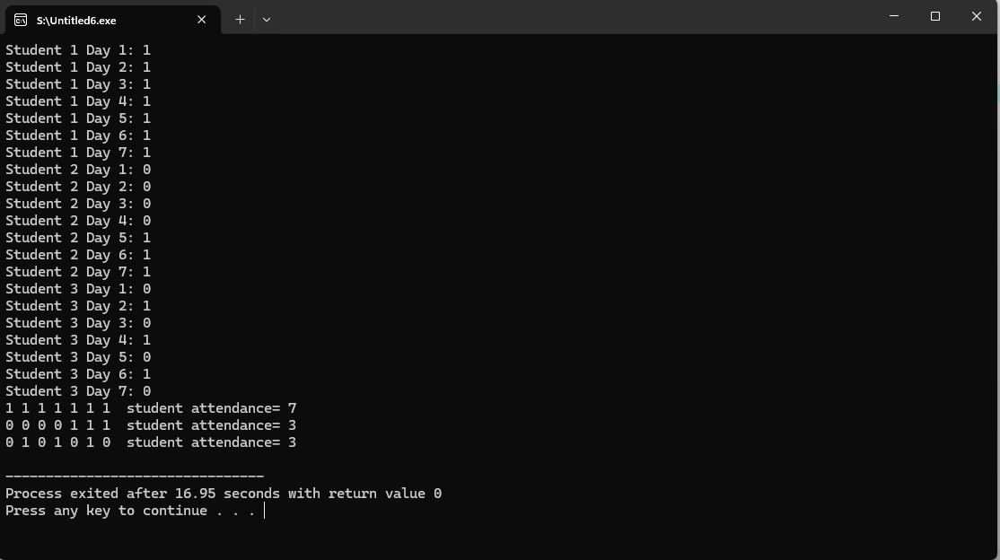 S:\Untitled6.exe
Student 1 Day 1: 1
Student 1 Day 2: 1
Student 1 Day 3: 1
Student 1 Day 4: 1
Student 1 Day 5: 1
Student 1 Day 6: 1
Student 1 Day 7: 1
Student 2 Day 1: 0
Student 2 Day 2: 0
Student 2 Day 3: 0
Student 2 Day 4: 0
Student 2 Day 5: 1
Student 2 Day 6: 1
Student 2 Day 7: 1
Student 3 Day 1: 0
Student 3 Day 2: 1
Student 3 Day 3: 0
Student 3 Day 4: 1
Student 3 Day 5: 0
Student 3 Day 6: 1
Student 3 Day 7: 0
1 1 1 1 1 1 1  student attendance= 7
0 0 0 0 1 1 1  student attendance= 3
0 1 0 1 0 1 0  student attendance= 3
--------------------------------
Process exited after 16.95 seconds with return value 0
Press any key to continue . . .